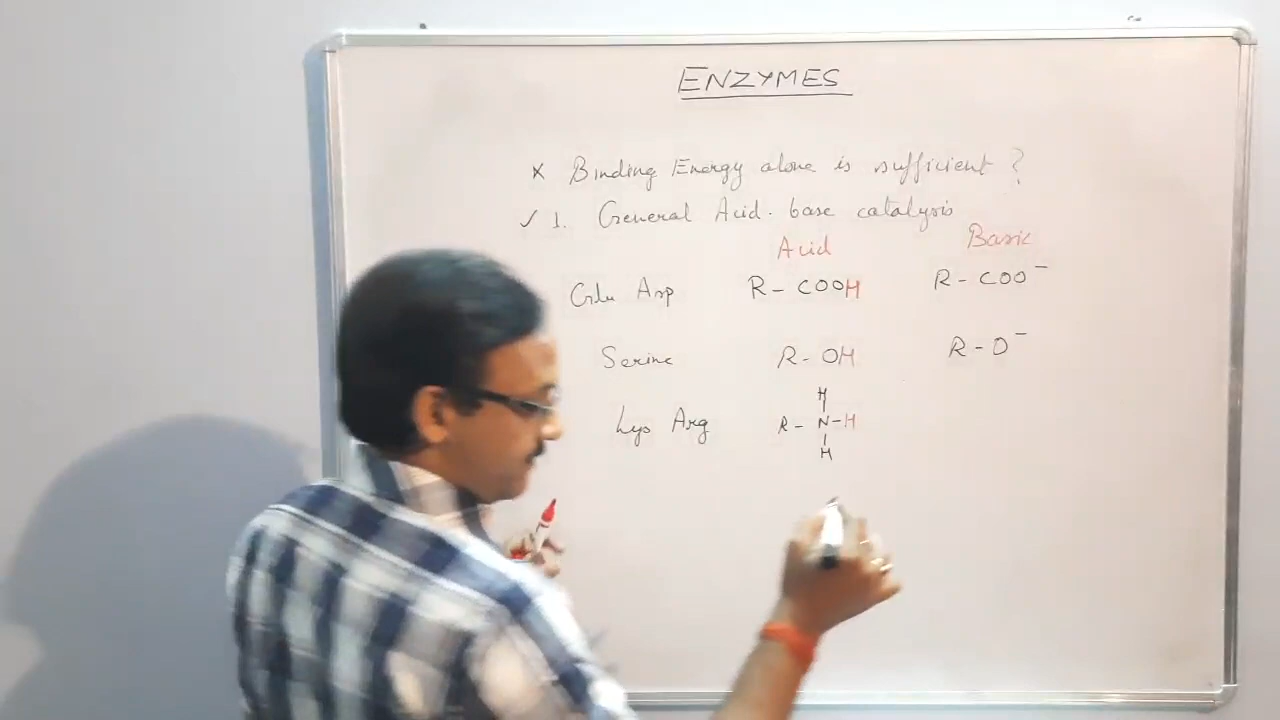 ENZYMES
× Binding Energy alone is sufficient ?
✓ 1. General Acid-base catalysis
Acid Basic
Glu Asp R - COOH R - COO⁻
Serine R - OH R - O⁻
H
Lys Arg R - N - H
H